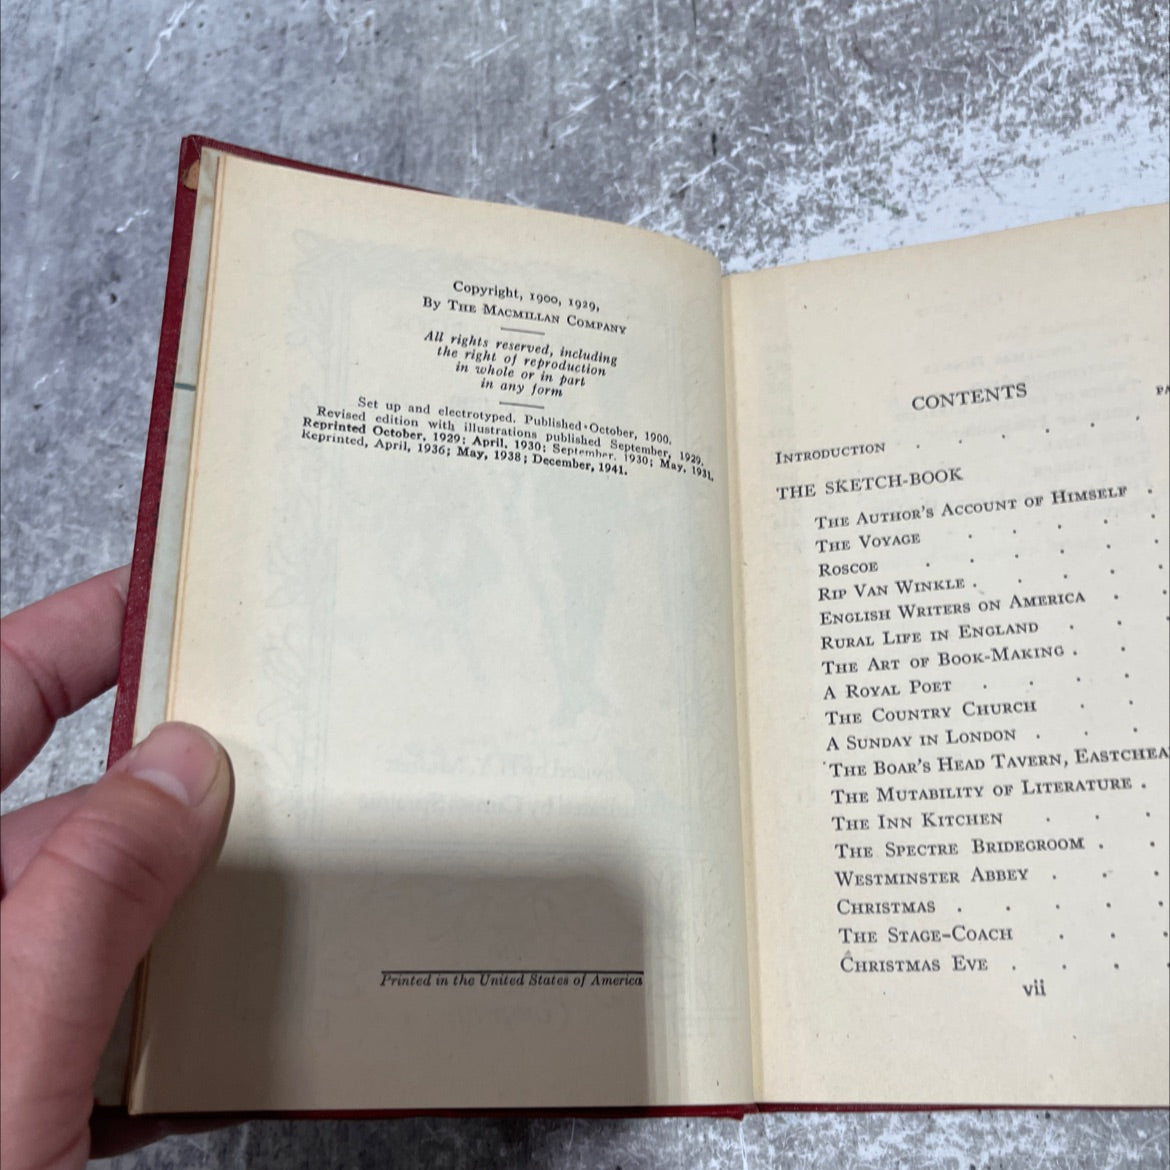 Copyright, 1900, 1929,
By The Macmillan Company
All rights reserved, including
the right of reproduction
in whole or in part
in any form
Set up and electrotyped. Published October, 1900.
Revised edition with illustrations published September, 1929.
Reprinted October, 1929; April, 1930; September, 1930; May, 1931.
Reprinted, April, 1936; May, 1938; December, 1941.
Printed in the United States of America
CONTENTS
PA
Introduction
THE SKETCH-BOOK
The Author's Account of Himself
The Voyage
Roscoe
Rip Van Winkle
English Writers on America
Rural Life in England
The Art of Book-Making
A Royal Poet
The Country Church
A Sunday in London
The Boar's Head Tavern, Eastchea
The Mutability of Literature
The Inn Kitchen
The Spectre Bridegroom
Westminster Abbey
Christmas
The Stage-Coach
Christmas Eve
vii